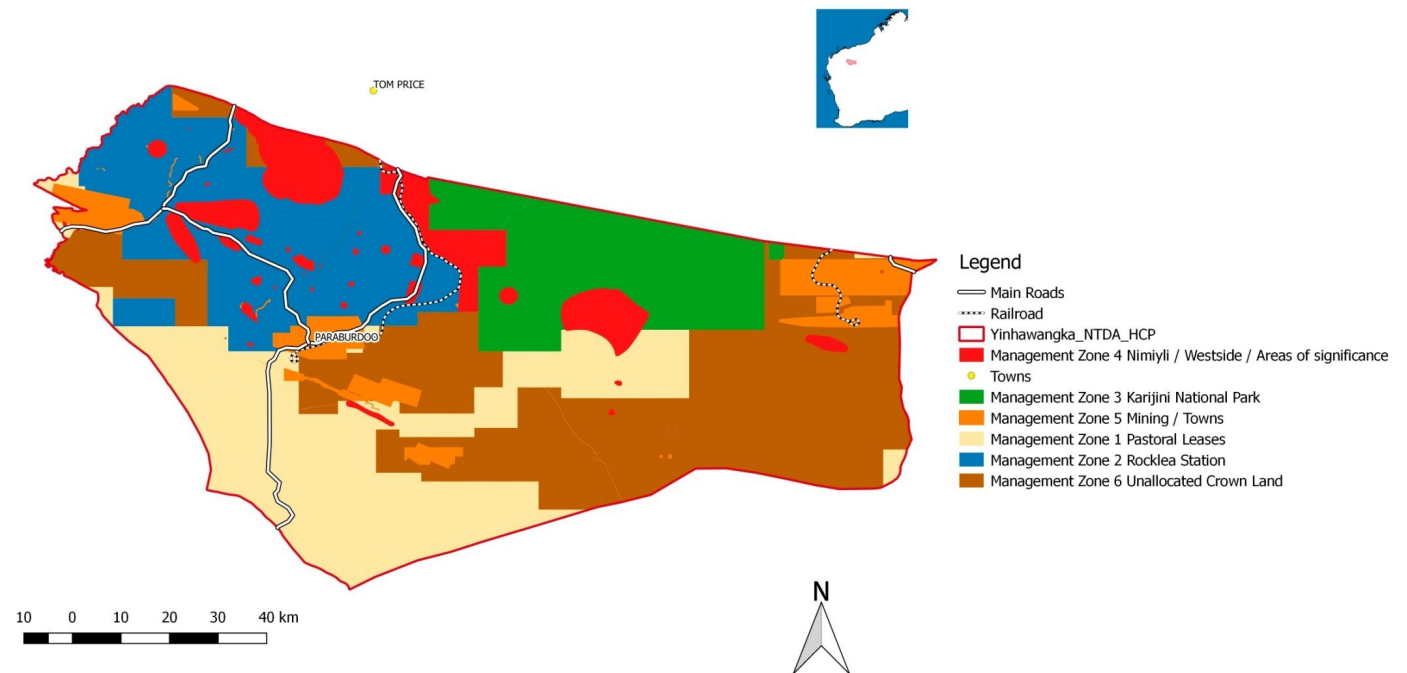 TOM PRICE
PARABURDOO
Legend
Main Roads
Railroad
Yinhawangka_NTDA_HCP
Management Zone 4 Nimiyli / Westside / Areas of significance
Towns
Management Zone 3 Karijini National Park
Management Zone 5 Mining / Towns
Management Zone 1 Pastoral Leases
Management Zone 2 Rocklea Station
Management Zone 6 Unallocated Crown Land
10 0 10 20 30 40 km
N